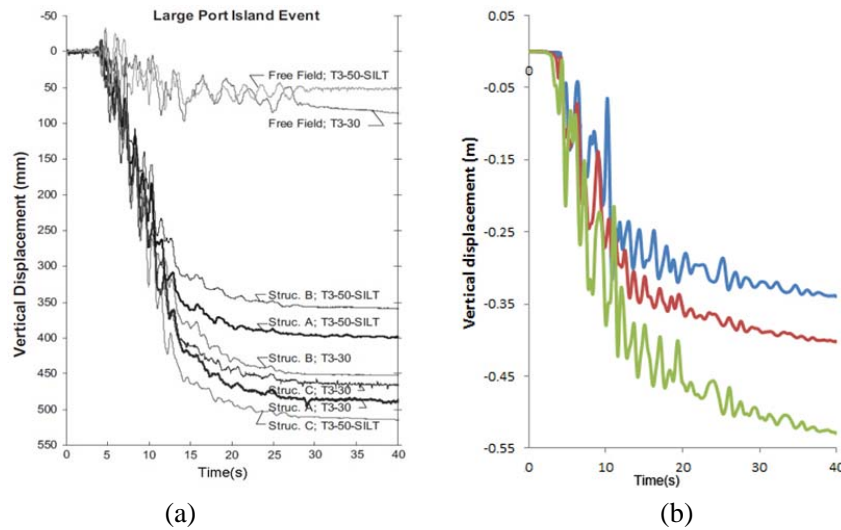 Large Port Island Event
Vertical Displacement (mm)
-50
0
50
100
150
200
250
300
350
400
450
500
550
Free Field; T3-50-SILT
Free Field; T3-30
Struc. B; T3-50-SILT
Struc. A; T3-50-SILT
Struc. B; T3-30
Struc. C; T3-30
Struc. A; T3-30
Struc. C; T3-50-SILT
0 5 10 15 20 25 30 35 40
Time(s)
(a)
Vertical displacement (m)
0
-0.05
-0.15
-0.25
-0.35
-0.45
-0.55
0 10 20 30 40
Time(s)
(b)